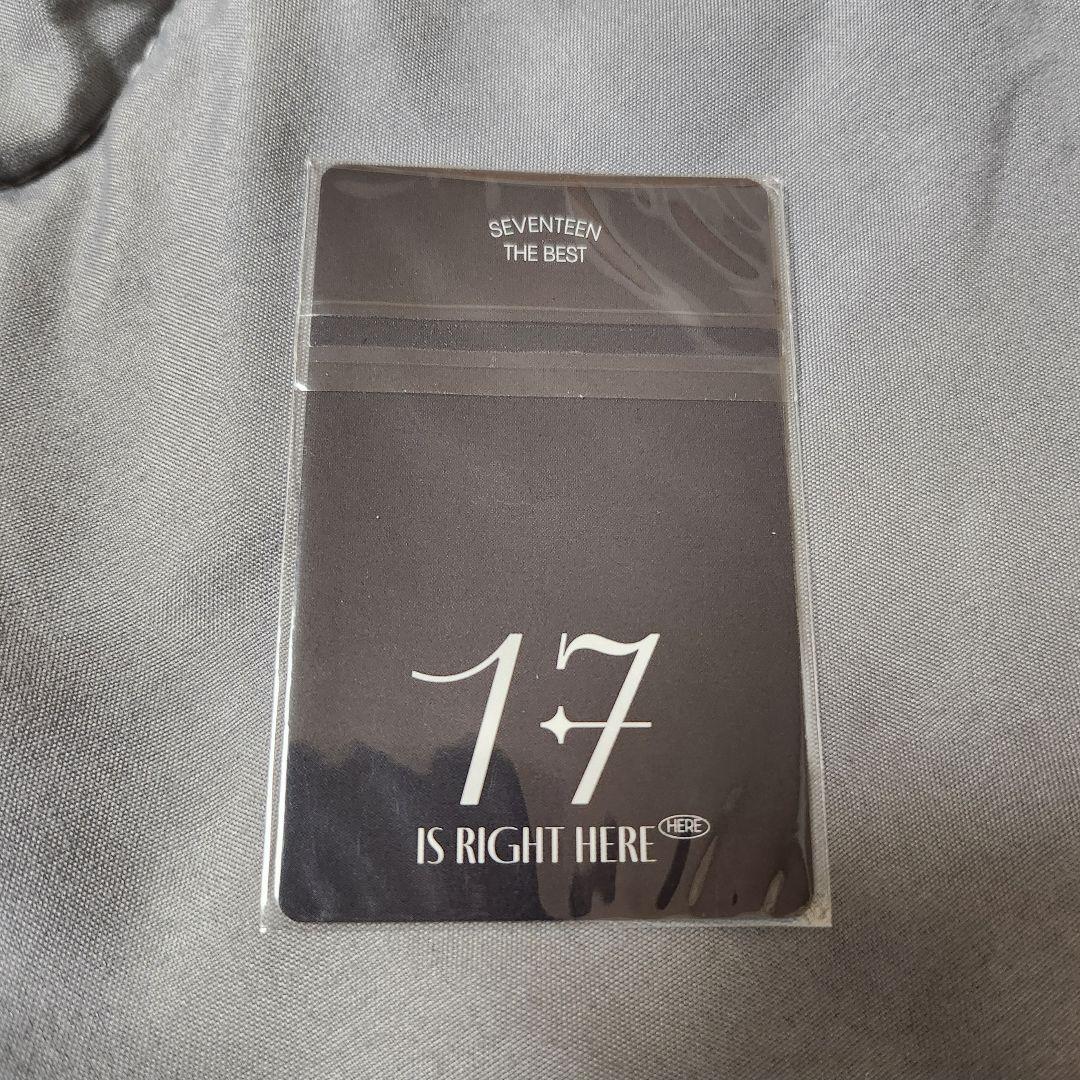 SEVENTEEN
THE BEST
17
IS RIGHT HERE HERE